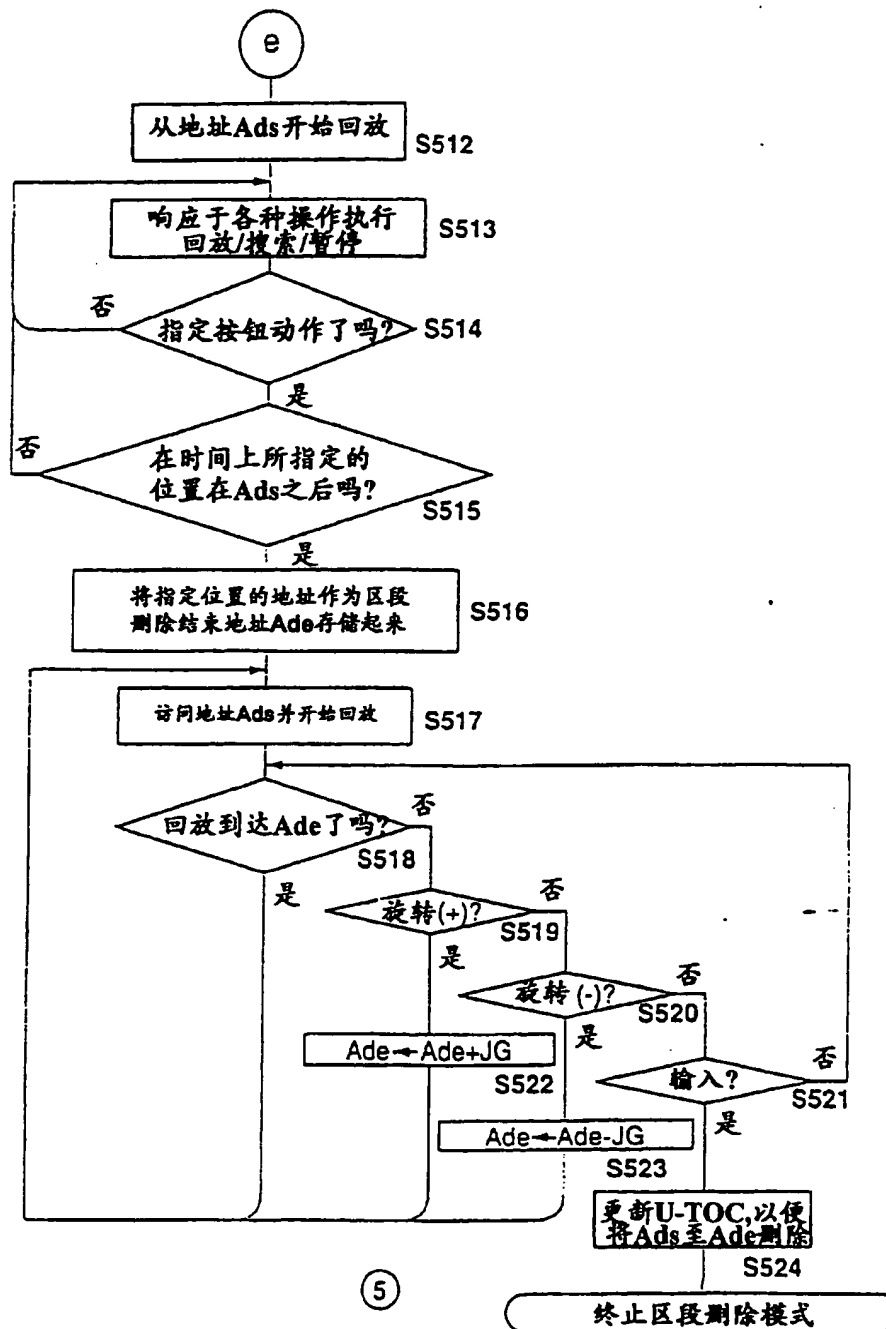 e
从地址Ads开始回放
S512
响应于各种操作执行
回放/搜索/暂停
S513
否
指定按钮动作了吗?
S514
是
否
在时间上所指定的
位置在Ads之后吗?
S515
是
将指定位置的地址作为区段
删除结束地址Ade存储起来
S516
访问地址Ads并开始回放
S517
回放到达Ade了吗?
否
S518
是
旋转(+)?
否
S519
是
旋转(-)?
否
S520
是
Ade←Ade+JG
S522
输入?
否
S521
是
Ade←Ade-JG
S523
更新U-TOC,以便
将Ads至Ade删除
S524
5
终止区段删除模式